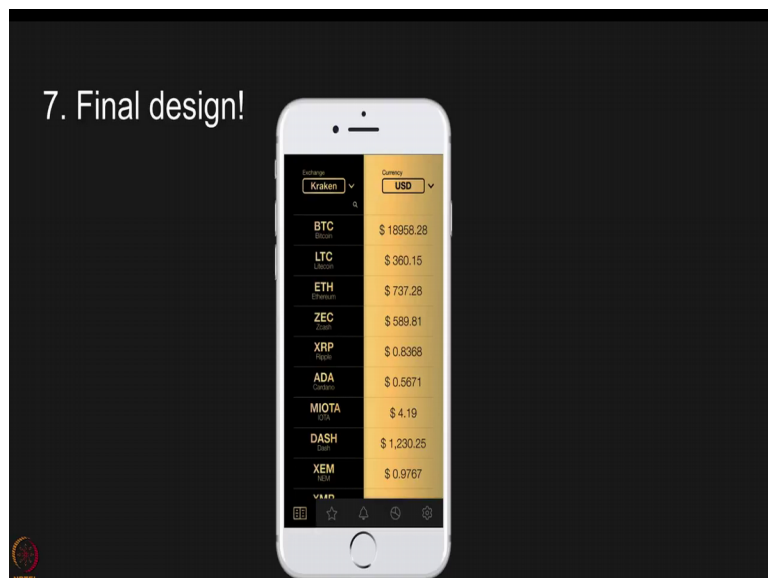 7. Final design!
Exchange Currency
Kraken USD
BTC $ 18958.28
Bitcoin
LTC $ 360.15
Litecoin
ETH $ 737.28
Ethereum
ZEC $ 589.81
Zcash
XRP $ 0.8368
Ripple
ADA $ 0.5671
Cardano
MIOTA $ 4.19
IOTA
DASH $ 1,230.25
Dash
XEM $ 0.9767
NEM